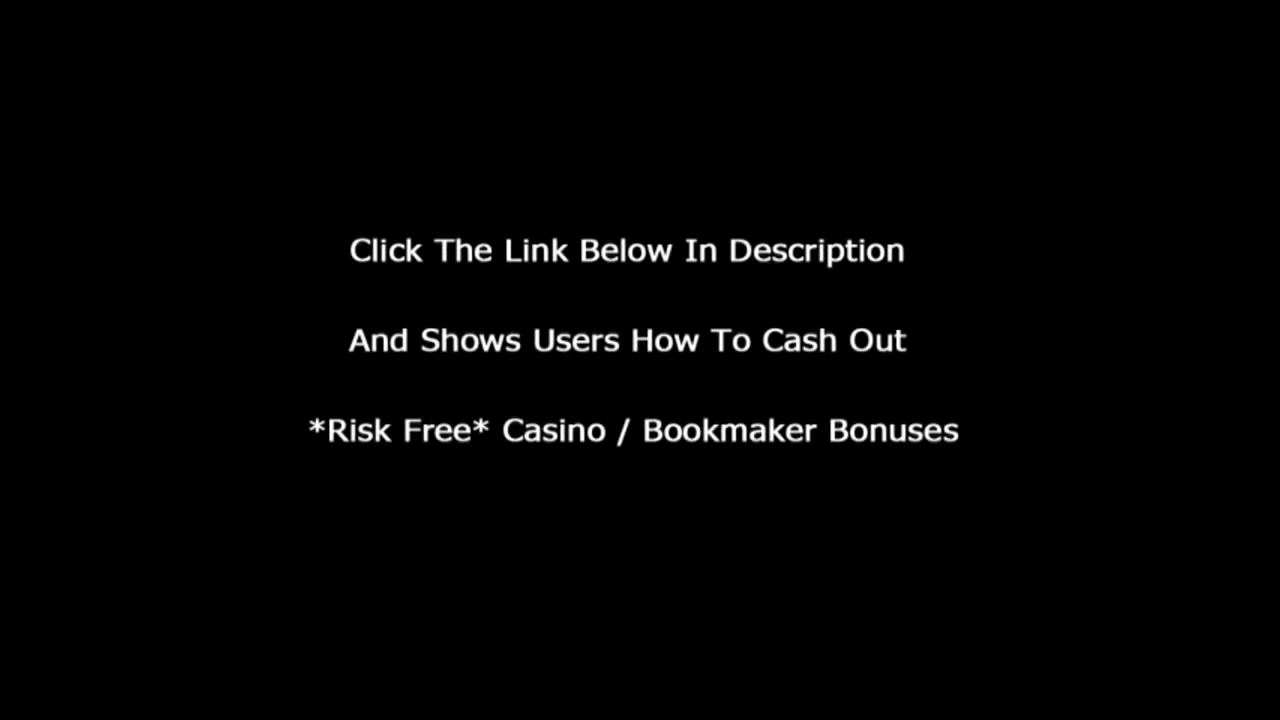 Click The Link Below In Description
And Shows Users How To Cash Out
*Risk Free* Casino / Bookmaker Bonuses